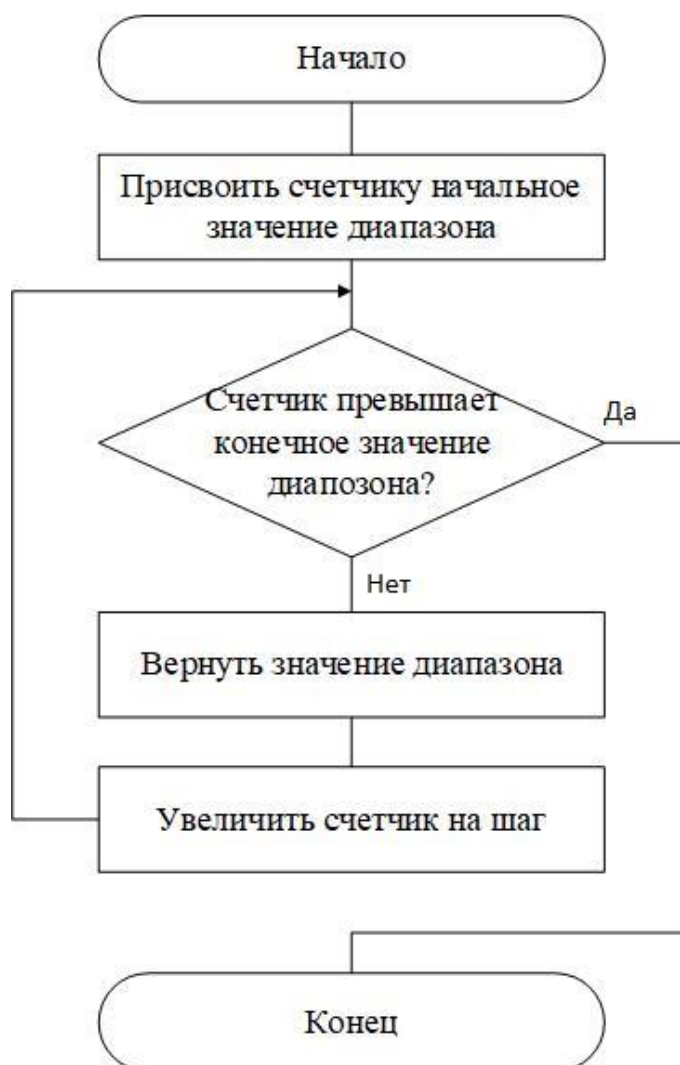 Начало
Присвоить счетчику начальное
значение диапазона
Счетчик превышает
конечное значение
диапозона?
Да
Нет
Вернуть значение диапазона
Увеличить счетчик на шаг
Конец